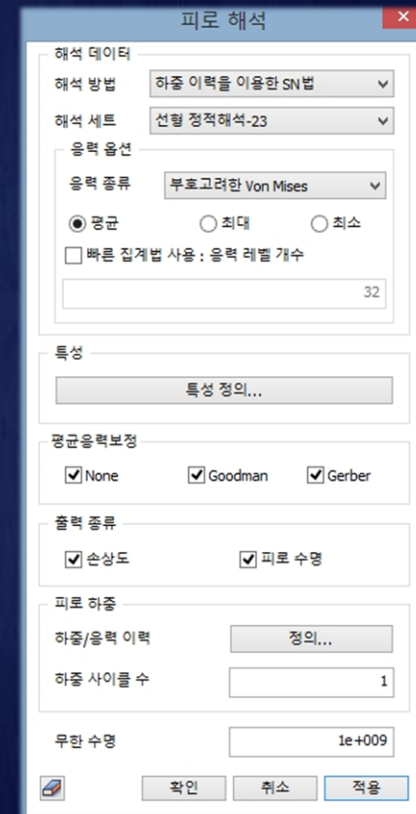 피로 해석
해석 데이터
해석 방법 하중 이력을 이용한 SN법
해석 세트 선형 정적해석-23
응력 옵션
응력 종류 부호고려한 Von Mises
평균 최대 최소
빠른 집계법 사용 : 응력 레벨 개수
32
특성
특성 정의...
평균응력보정
None Goodman Gerber
출력 종류
손상도 피로 수명
피로 하중
하중/응력 이력 정의...
하중 사이클 수 1
무한 수명 1e+009
확인 취소 적용